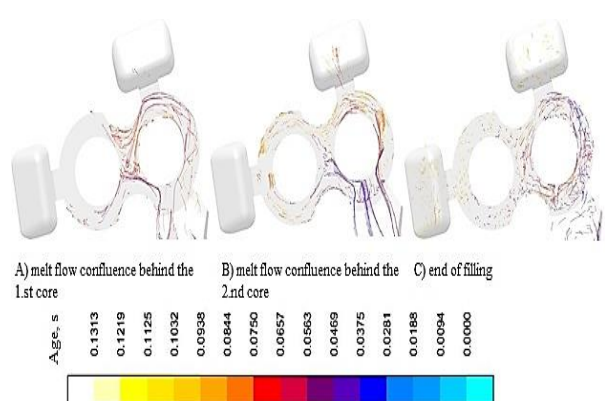 A) melt flow confluence behind the
1.st core
B) melt flow confluence behind the
2.nd core
C) end of filling
Age, s
0.1313
0.1219
0.1125
0.1032
0.0938
0.0844
0.0750
0.0657
0.0563
0.0469
0.0375
0.0281
0.0188
0.0094
0.0000